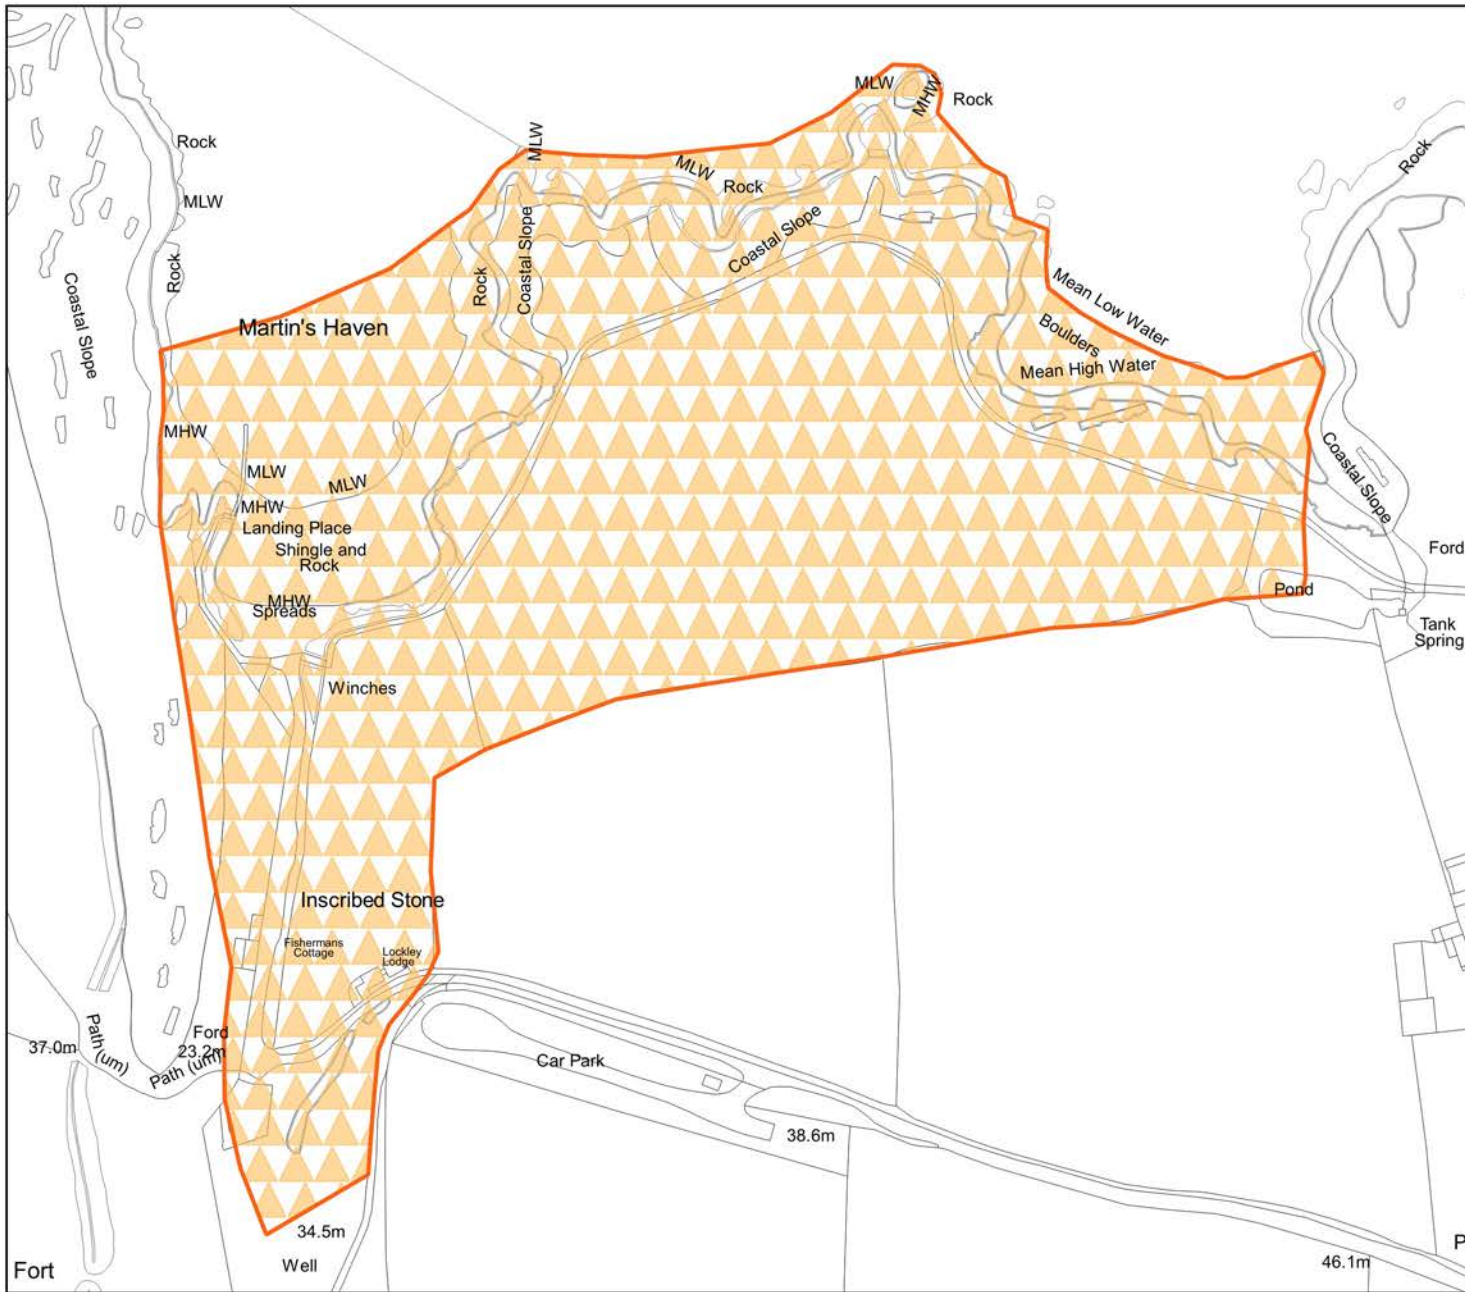 MLW
MHW
Rock
Rock
MLW
MLW
Rock
Rock
MLW
Rock
Coastal Slope
Coastal Slope
Rock
Rock
Coastal Slope
Mean Low Water
Martin's Haven
Boulders
Mean High Water
MHW
MLW
MLW
MHW
Landing Place
Shingle and
Rock
Coastal Slope
Ford
Pond
MHW
Spreads
Tank
Spring
Winches
Inscribed Stone
Fishermans
Cottage
Lockley
Lodge
Ford
23.2m
37.0m
Path (um)
Path (um)
Car Park
38.6m
34.5m
Well
46.1m
P
Fort